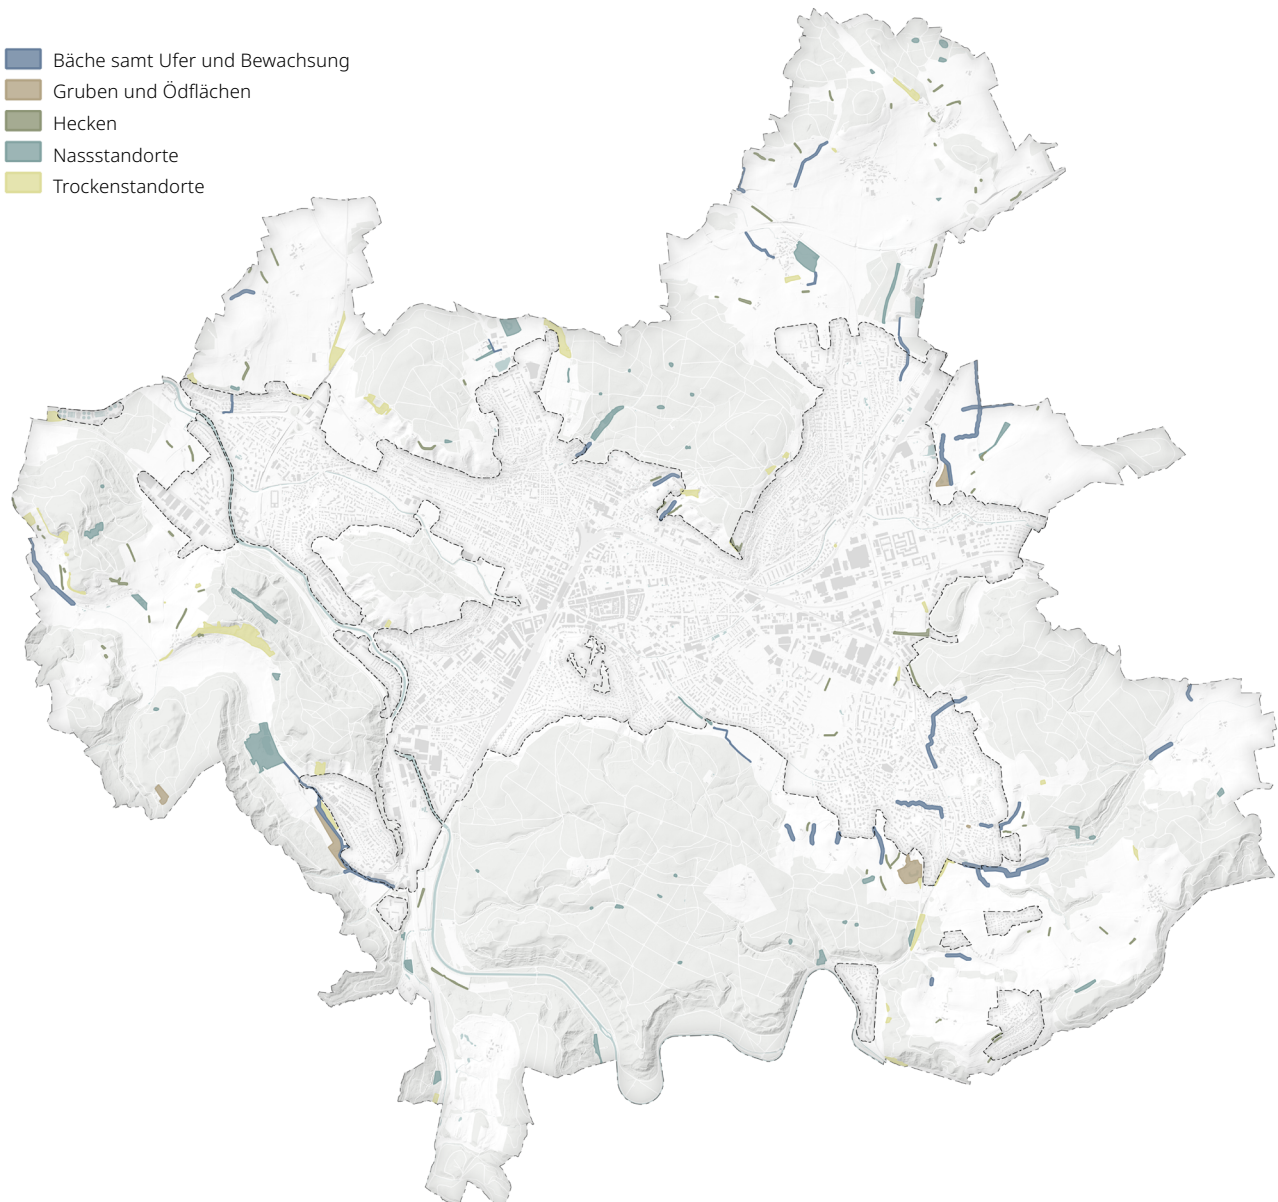 Bäche samt Ufer und Bewachsung
Gruben und Ödflächen
Hecken
Nassstandorte
Trockenstandorte